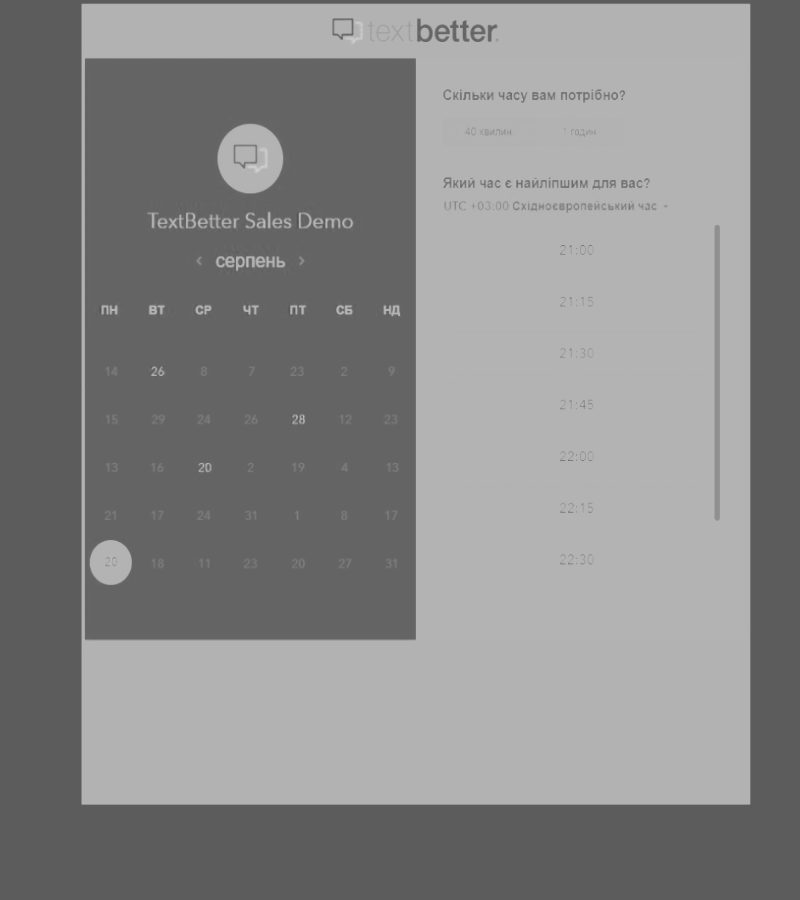 textbetter.
TextBetter Sales Demo
‹ серпень ›
ПН ВТ СР ЧТ ПТ СБ НД
14 26 8 7 23 2 9
15 29 24 26 28 12 23
13 16 20 2 19 4 13
21 17 24 31 1 8 17
20 18 11 23 20 27 31
Скільки часу вам потрібно?
40 хвилин 1 годин
Який час є найліпшим для вас?
UTC +03:00 Східноєвропейський час
21:00
21:15
21:30
21:45
22:00
22:15
22:30